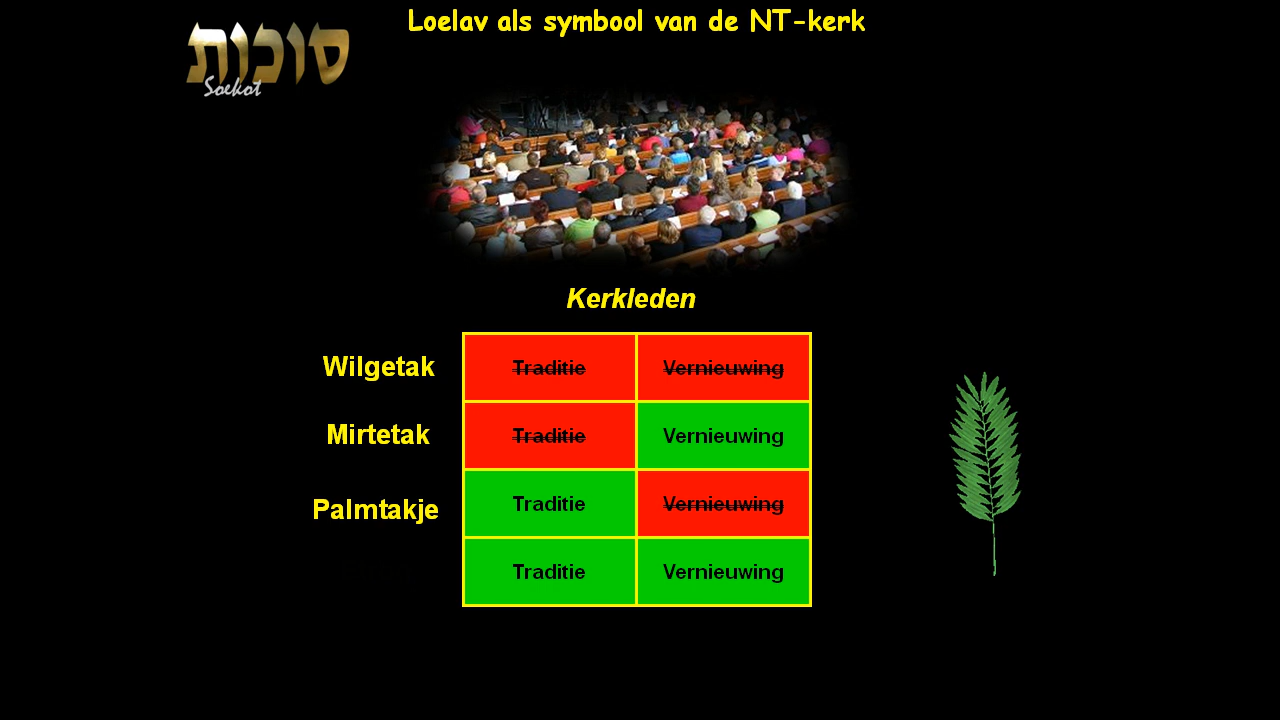 Loelav als symbool van de NT-kerk
סוכות
Soekot
Kerkleden
Wilgetak Traditie Vernieuwing
Mirtetak Traditie Vernieuwing
Palmtakje Traditie Vernieuwing
Traditie Vernieuwing